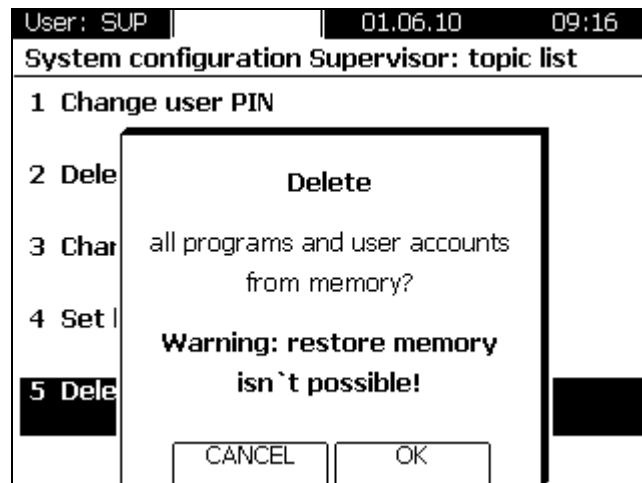 User: SUP 01.06.10 09:16
System configuration Supervisor: topic list
1 Change user PIN
2 Dele
3 Char
4 Set
5 Dele
Delete
all programs and user accounts
from memory?
Warning: restore memory
isn`t possible!
CANCEL OK